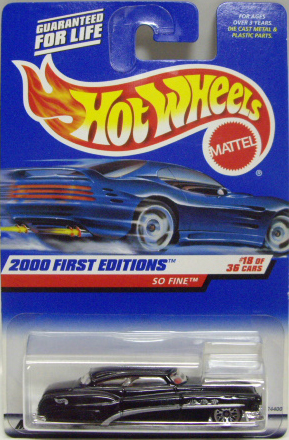 GUARANTEED
FOR LIFE
FOR AGES
OVER 3 YEARS.
DIE CAST METAL &
PLASTIC PARTS.
HOT WHEELS
MATTEL
®
2000 FIRST EDITIONS™
SO FINE™
#18 OF
36 CARS